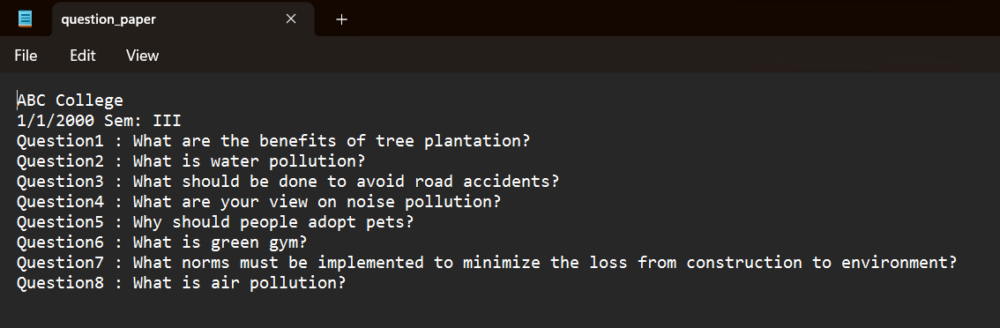 question_paper
File Edit View
ABC College
1/1/2000 Sem: III
Question1 : What are the benefits of tree plantation?
Question2 : What is water pollution?
Question3 : What should be done to avoid road accidents?
Question4 : What are your view on noise pollution?
Question5 : Why should people adopt pets?
Question6 : What is green gym?
Question7 : What norms must be implemented to minimize the loss from construction to environment?
Question8 : What is air pollution?